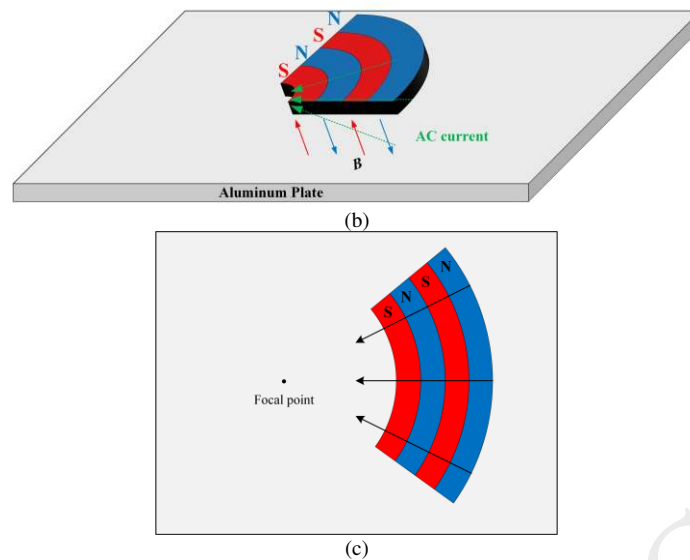 N
S
N
S
AC current
B
Aluminum Plate
(b)
N
S
N
S
Focal point
(c)